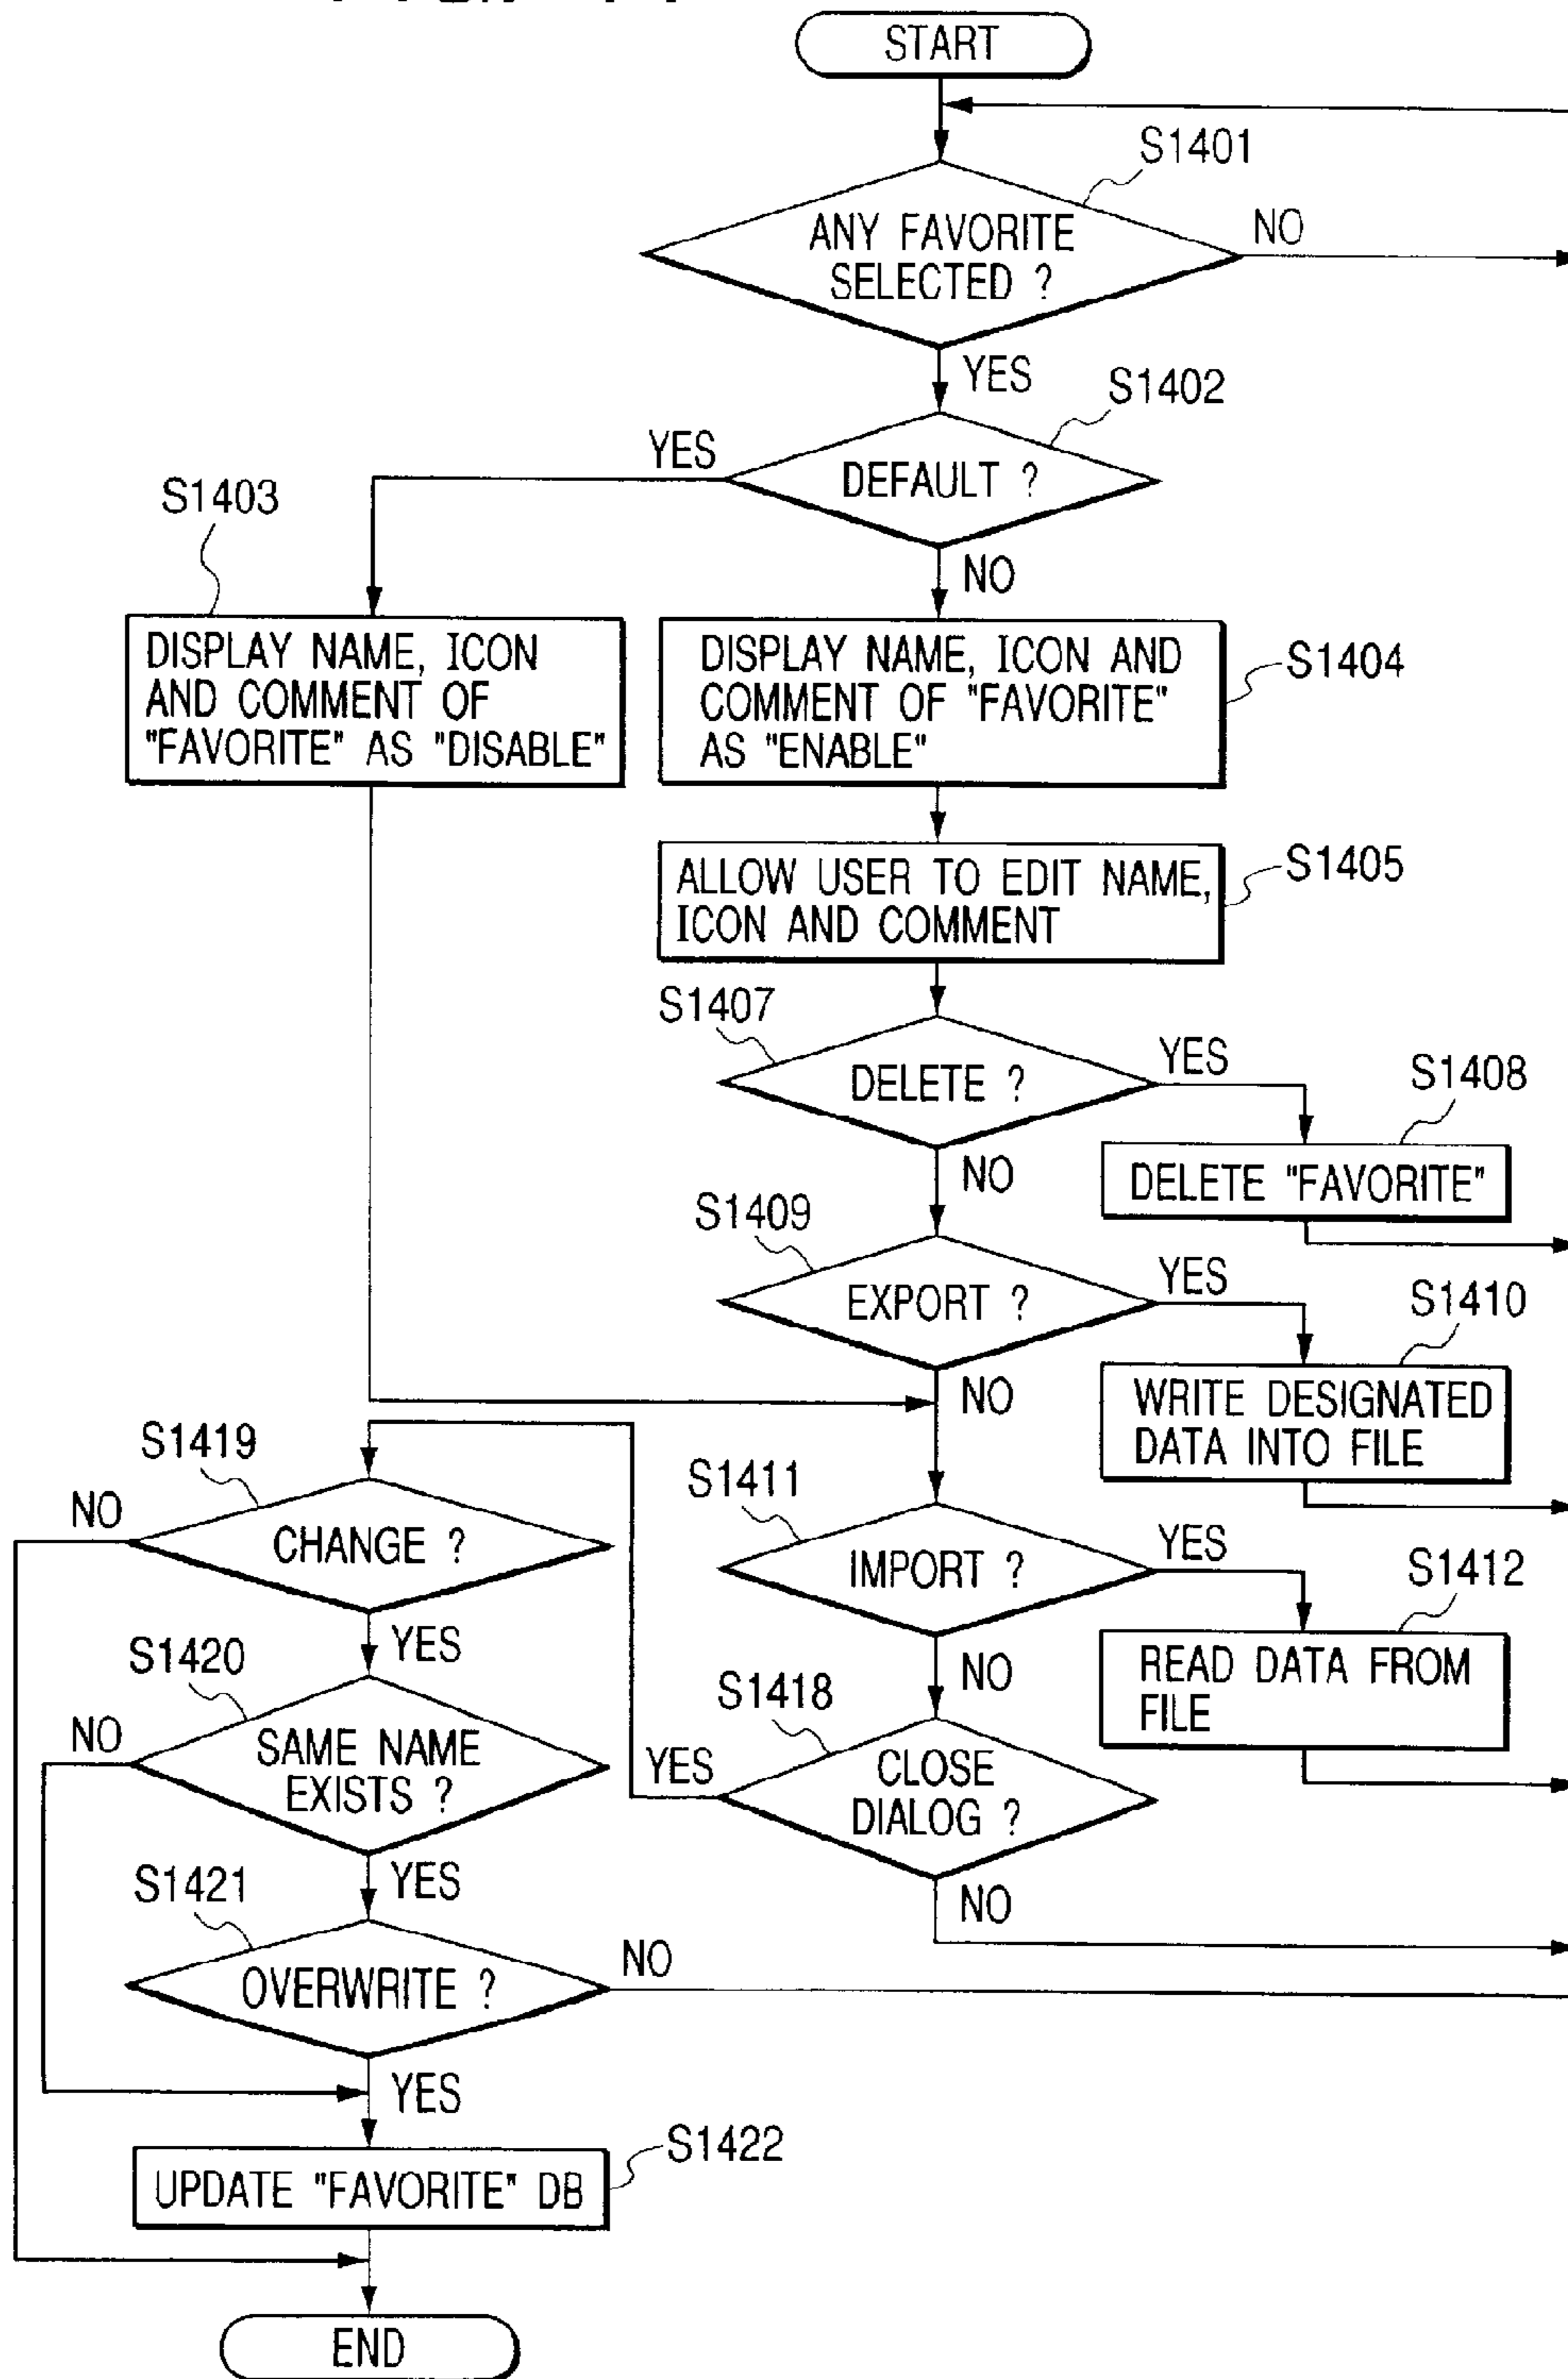 START
S1401
ANY FAVORITE
SELECTED ?
NO
YES
S1402
YES
DEFAULT ?
S1403
NO
DISPLAY NAME, ICON
AND COMMENT OF
"FAVORITE" AS "DISABLE"
DISPLAY NAME, ICON AND
COMMENT OF "FAVORITE"
AS "ENABLE"
S1404
ALLOW USER TO EDIT NAME,
ICON AND COMMENT
S1405
S1407
DELETE ?
YES
S1408
NO
DELETE "FAVORITE"
S1409
EXPORT ?
YES
S1410
NO
WRITE DESIGNATED
DATA INTO FILE
S1419
NO
CHANGE ?
S1411
IMPORT ?
YES
S1412
YES
NO
READ DATA FROM
FILE
S1420
NO
SAME NAME
EXISTS ?
S1418
YES
CLOSE
DIALOG ?
YES
NO
S1421
OVERWRITE ?
NO
YES
S1422
UPDATE "FAVORITE" DB
END